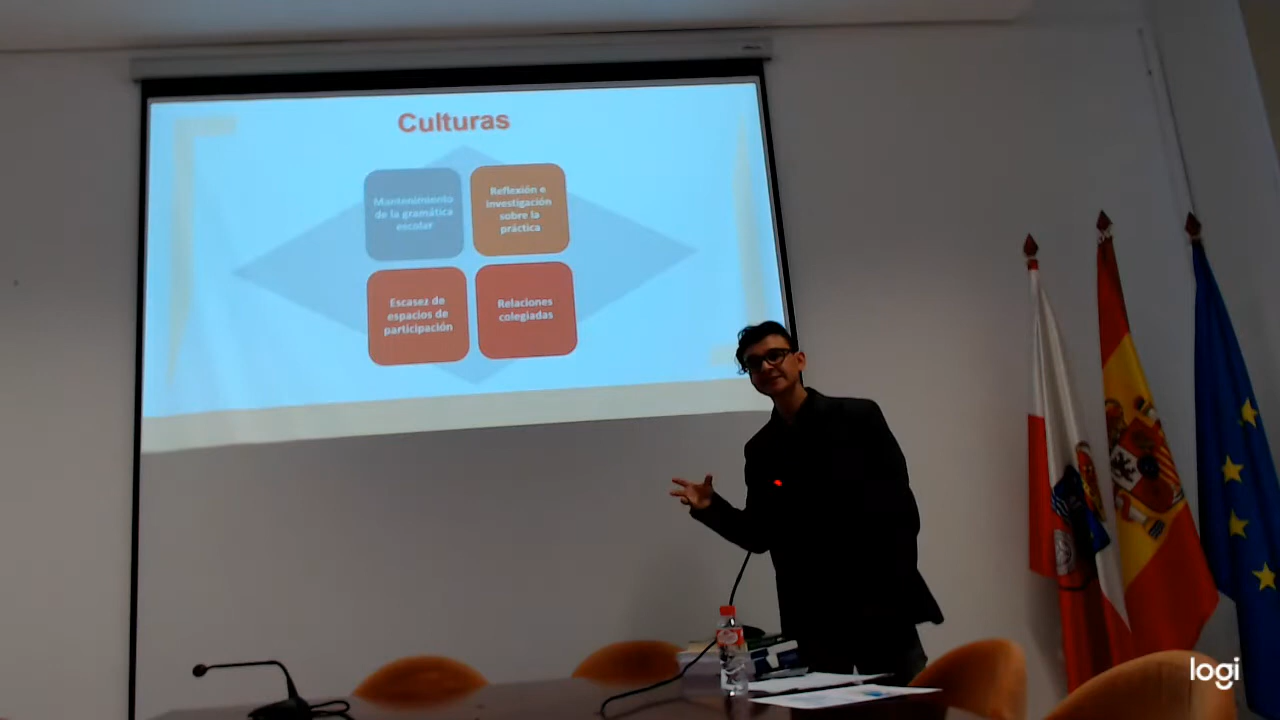 Culturas
Mantenimiento
de la gramática
escolar
Reflexión e
investigación
sobre la
práctica
Escasez de
espacios de
participación
Relaciones
colegiadas
logi